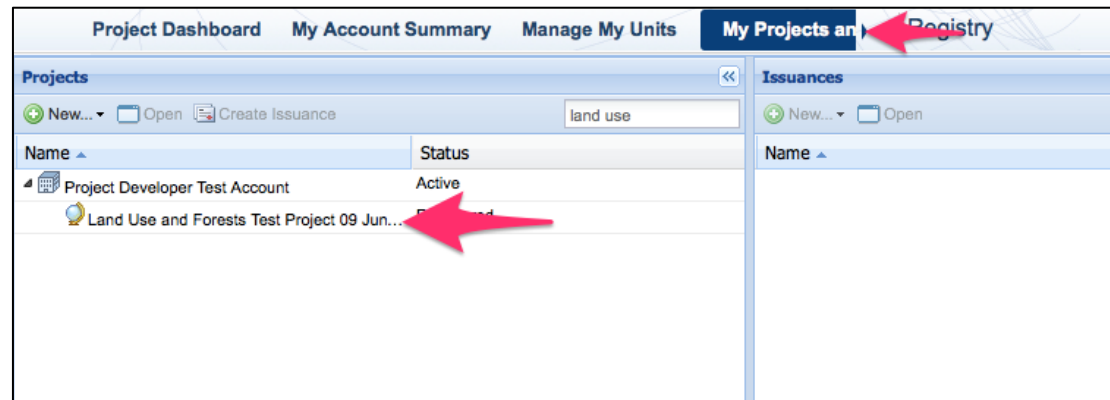 Project Dashboard My Account Summary Manage My Units My Projects an Registry
Projects Issuances
New... Open Create Issuance land use New... Open
Name Status Name
Project Developer Test Account Active
Land Use and Forests Test Project 09 Jun...